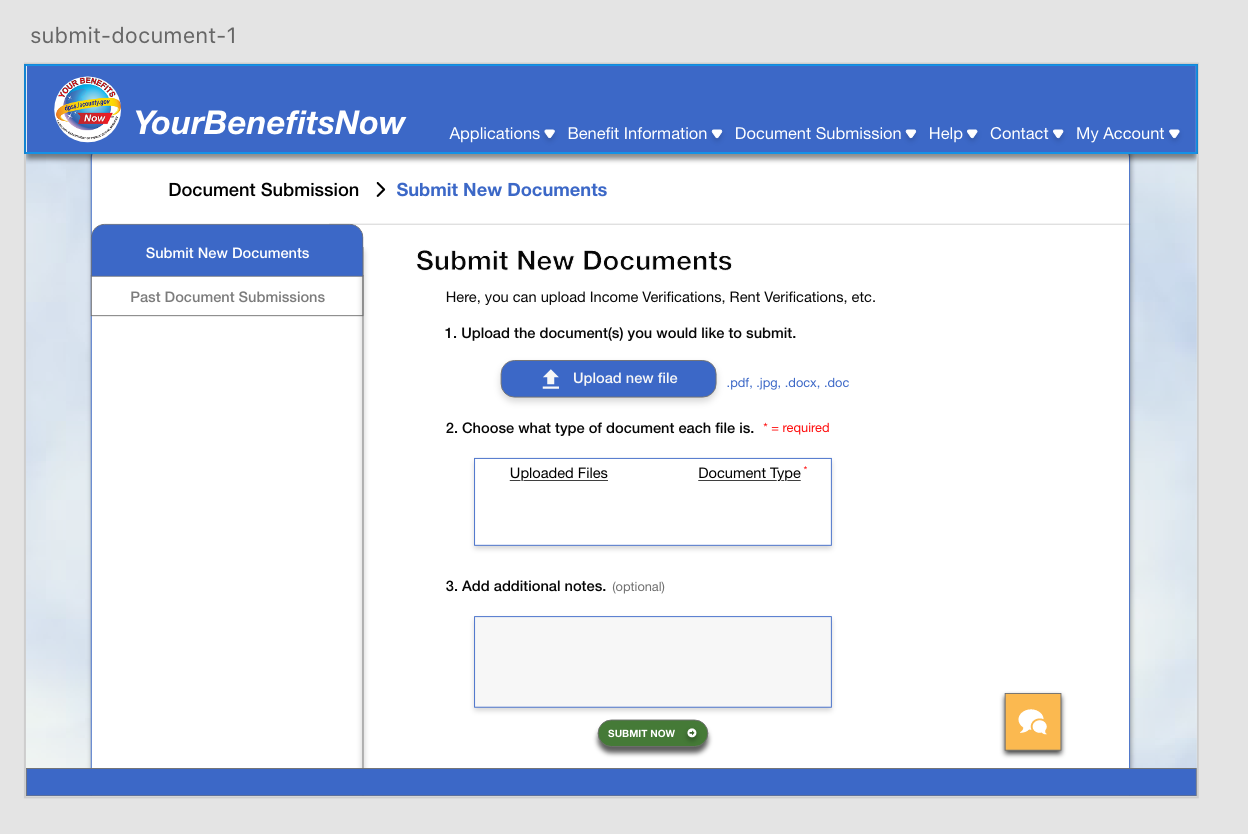 submit-document-1
YOUR BENEFITS
dpss.lacounty.gov
Now
YourBenefitsNow
Applications Benefit Information Document Submission Help Contact My Account
Document Submission Submit New Documents
Submit New Documents
Past Document Submissions
Submit New Documents
Here, you can upload Income Verifications, Rent Verifications, etc.
1. Upload the document(s) you would like to submit.
Upload new file .pdf, .jpg, .docx, .doc
2. Choose what type of document each file is. * = required
Uploaded Files Document Type *
3. Add additional notes. (optional)
SUBMIT NOW